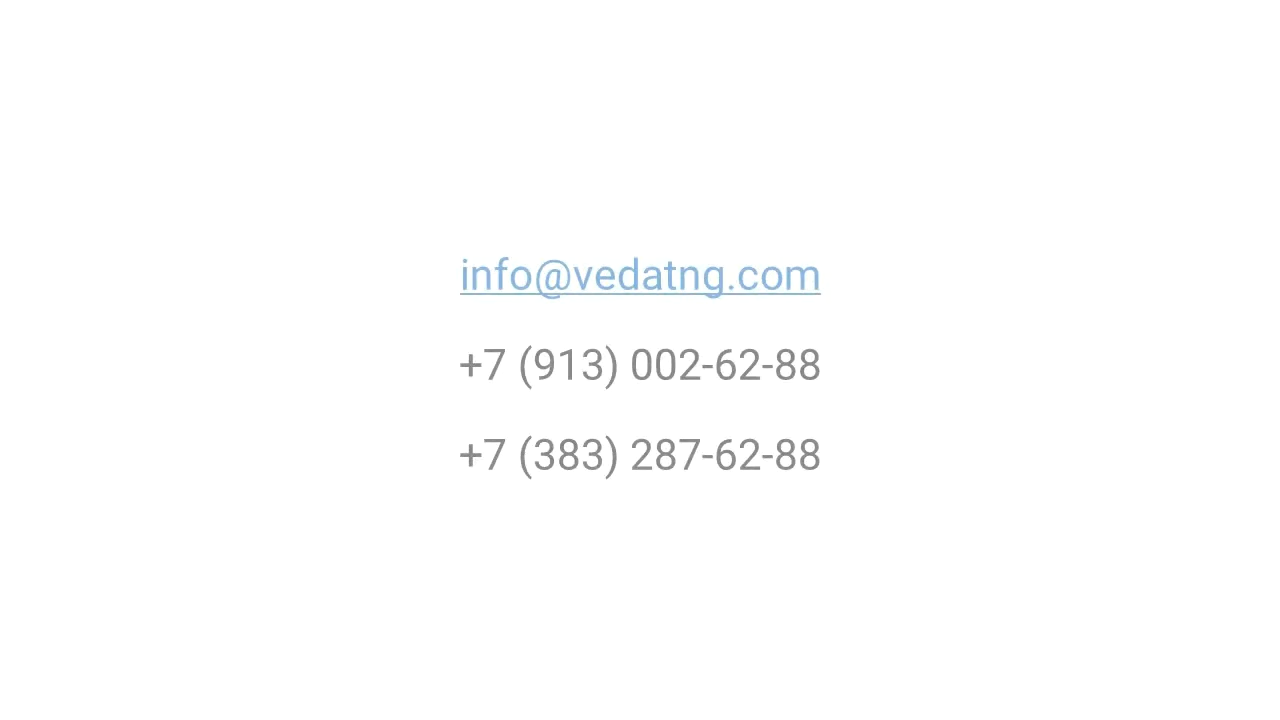 info@vedatng.com
+7 (913) 002-62-88
+7 (383) 287-62-88